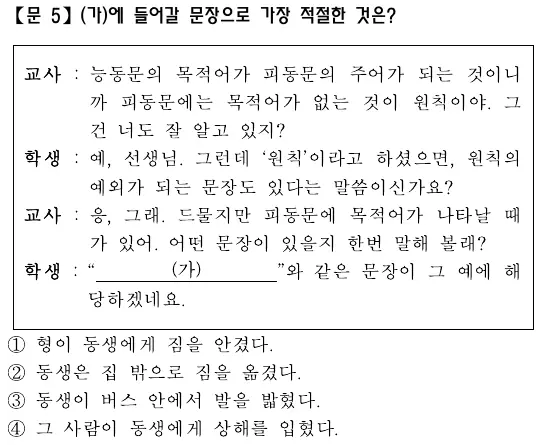 【문 5】 (가)에 들어갈 문장으로 가장 적절한 것은?
교사 : 능동문의 목적어가 피동문의 주어가 되는 것이니
까 피동문에는 목적어가 없는 것이 원칙이야. 그
건 너도 잘 알고 있지?
학생 : 예, 선생님. 그런데 ‘원칙’이라고 하셨으면, 원칙의
예외가 되는 문장도 있다는 말씀이신가요?
교사 : 응, 그래. 드물지만 피동문에 목적어가 나타날 때
가 있어. 어떤 문장이 있을지 한번 말해 볼래?
학생 : “ (가) ”와 같은 문장이 그 예에 해
당하겠네요.
① 형이 동생에게 짐을 안겼다.
② 동생은 집 밖으로 짐을 옮겼다.
③ 동생이 버스 안에서 발을 밟혔다.
④ 그 사람이 동생에게 상해를 입혔다.